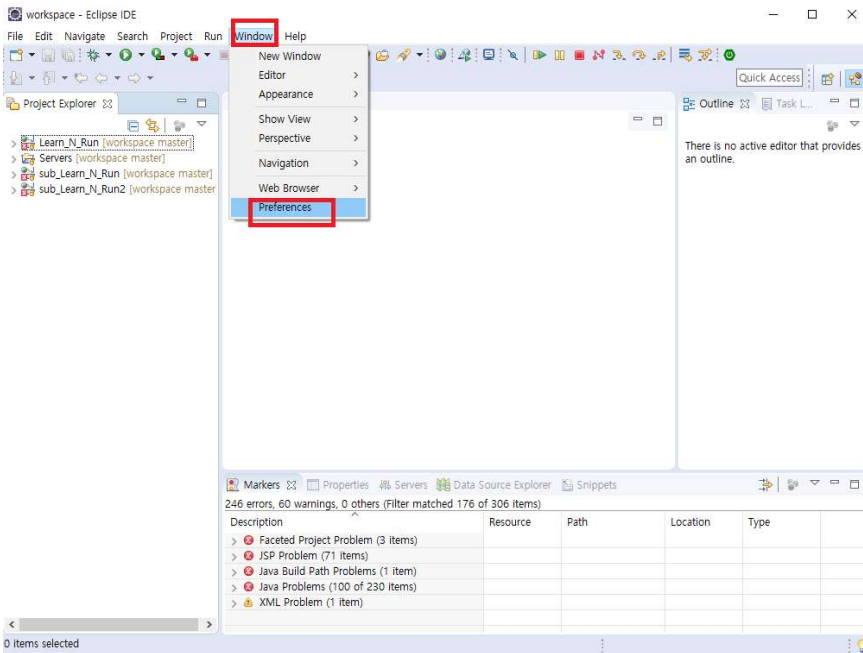 workspace - Eclipse IDE
File Edit Navigate Search Project Run Window Help
New Window
Editor
Appearance
Show View
Perspective
Navigation
Web Browser
Preferences
Quick Access
Project Explorer
Learn_N_Run [workspace master]
Servers [workspace master]
sub_Learn_N_Run [workspace master]
sub_Learn_N_Run2 [workspace master
Outline Task L...
There is no active editor that provides
an outline.
Markers Properties Servers Data Source Explorer Snippets
246 errors, 60 warnings, 0 others (Filter matched 176 of 306 items)
Description Resource Path Location Type
Faceted Project Problem (3 items)
JSP Problem (71 items)
Java Build Path Problems (1 item)
Java Problems (100 of 230 items)
XML Problem (1 item)
0 items selected